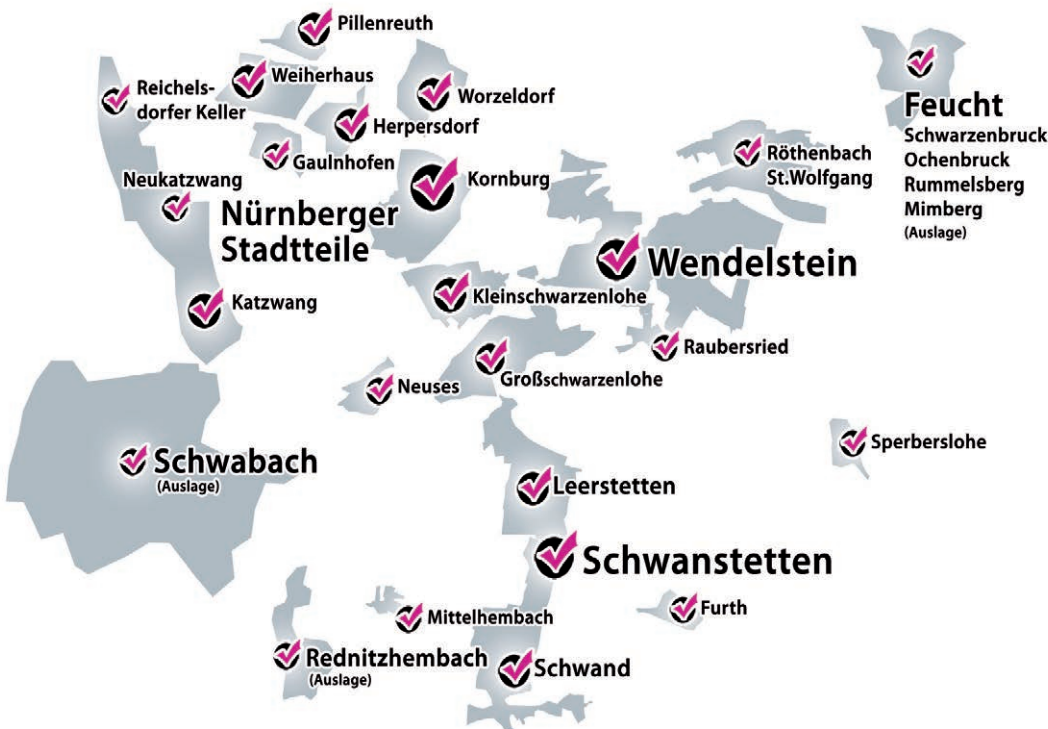 Pillenreuth
Weiherhaus
Reichels-
dorfer Keller
Worzeldorf
Herpersdorf
Gaulnhofen
Feucht
Schwarzenbruck
Ochenbruck
Rummelsberg
Mimberg
(Auslage)
Röthenbach
St.Wolfgang
Neukatzwang
Kornburg
Nürnberger
Stadtteile
Wendelstein
Katzwang
Kleinschwarzenlohe
Raubersried
Großschwarzenlohe
Neuses
Sperberslohe
Schwabach
(Auslage)
Leerstetten
Schwanstetten
Furth
Mittelhembach
Rednitzhembach
(Auslage)
Schwand